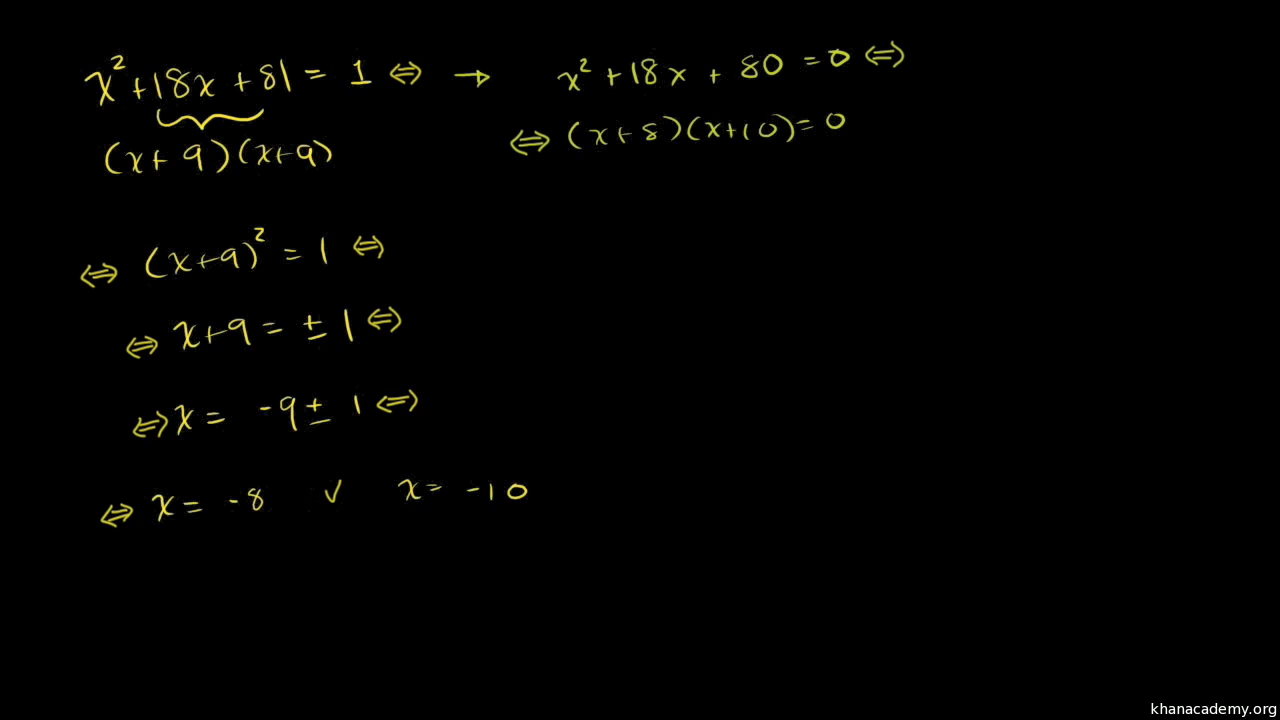 x² + 18x + 81 = 1 ⇔ → x² + 18x + 80 = 0 ⇔
(x + 9)(x + 9) ⇔ (x + 8)(x + 10) = 0
⇔ (x + 9)² = 1 ⇔
⇔ x + 9 = ± 1 ⇔
⇔ x = -9 ± 1 ⇔
⇔ x = -8 ∨ x = -10
khanacademy.org